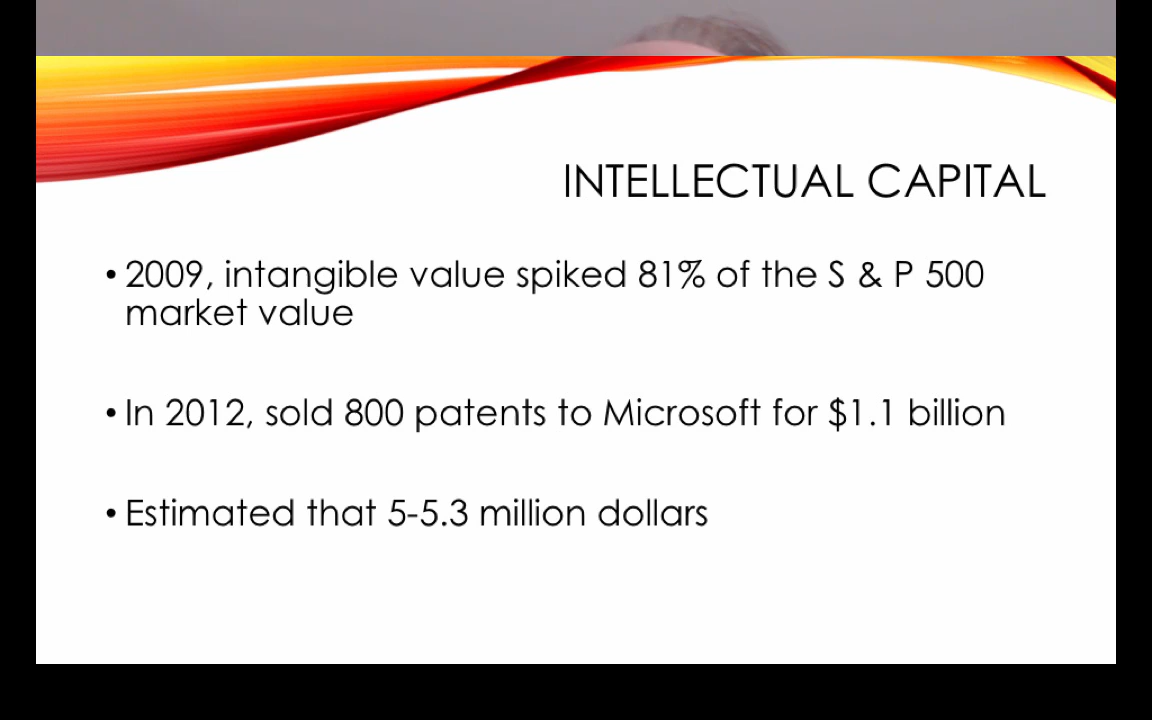 INTELLECTUAL CAPITAL
• 2009, intangible value spiked 81% of the S & P 500
market value
• In 2012, sold 800 patents to Microsoft for $1.1 billion
• Estimated that 5-5.3 million dollars